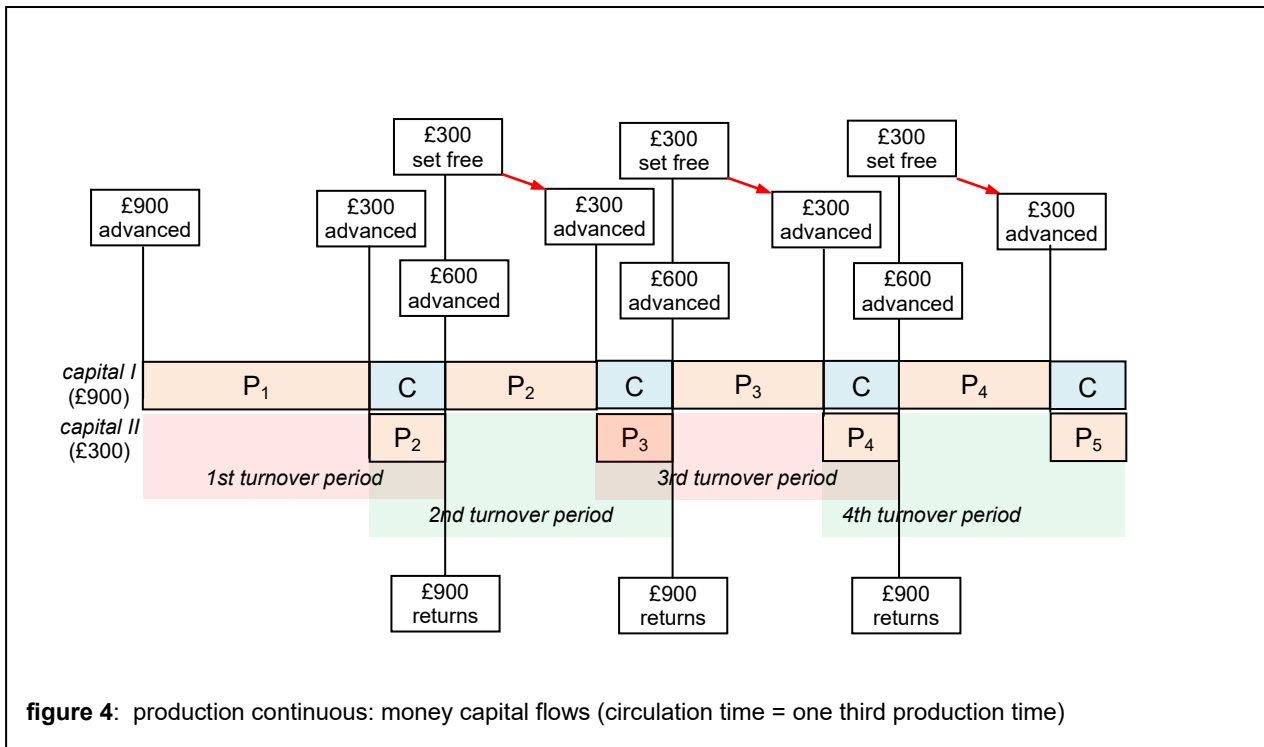 £300
set free
£300
set free
£300
set free
£900
advanced
£300
advanced
£300
advanced
£300
advanced
£300
advanced
£600
advanced
£600
advanced
£600
advanced
capital I
(£900)
P₁
C
P₂
C
P₃
C
P₄
C
capital II
(£300)
P₂
P₃
P₄
P₅
1st turnover period
3rd turnover period
2nd turnover period
4th turnover period
£900
returns
£900
returns
£900
returns
figure 4: production continuous: money capital flows (circulation time = one third production time)